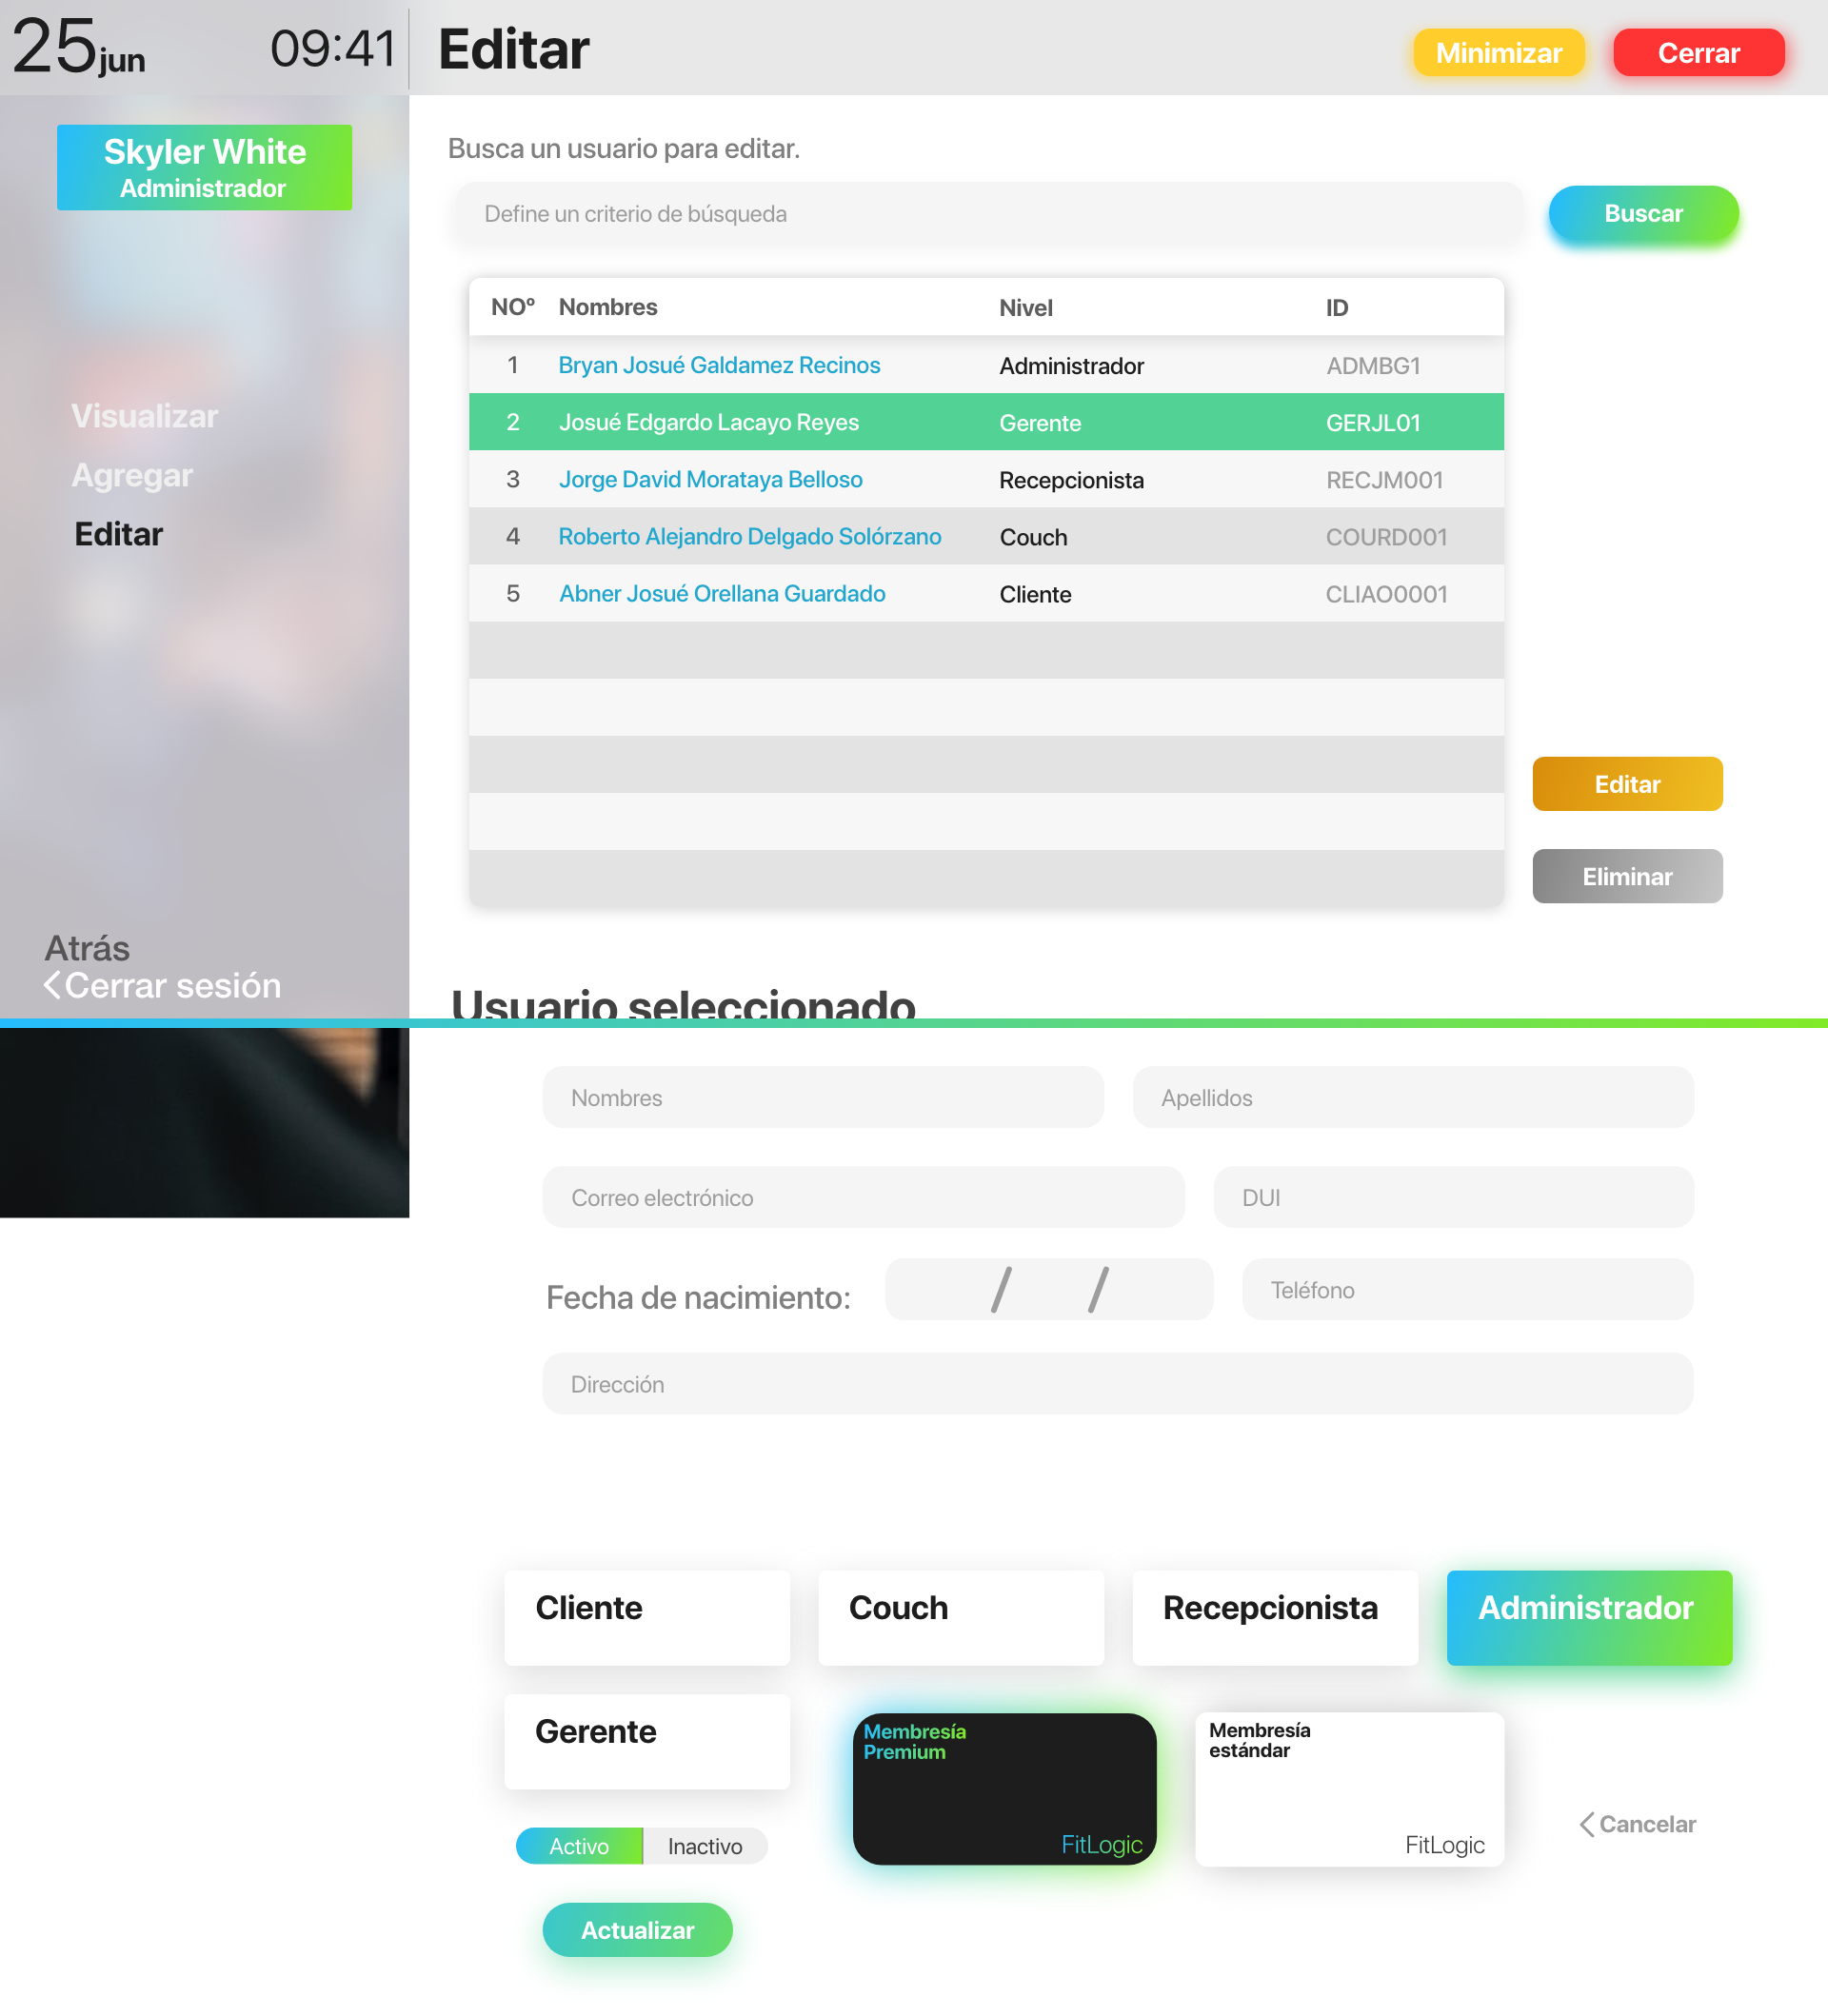 25 jun
09:41
Editar
Minimizar
Cerrar
Skyler White
Administrador
Visualizar
Agregar
Editar
Atrás
Cerrar sesión
Busca un usuario para editar.
Define un criterio de búsqueda
Buscar
NOº Nombres Nivel ID
1 Bryan Josué Galdamez Recinos Administrador ADMBG1
2 Josué Edgardo Lacayo Reyes Gerente GERJL01
3 Jorge David Morataya Belloso Recepcionista RECJM001
4 Roberto Alejandro Delgado Solórzano Couch COURD001
5 Abner Josué Orellana Guardado Cliente CLIAO0001
Editar
Eliminar
Usuario seleccionado
Nombres
Apellidos
Correo electrónico
DUI
Fecha de nacimiento:
/ /
Teléfono
Dirección
Cliente
Couch
Recepcionista
Administrador
Gerente
Membresía
Premium
FitLogic
Membresía
estándar
FitLogic
Cancelar
Activo
Inactivo
Actualizar